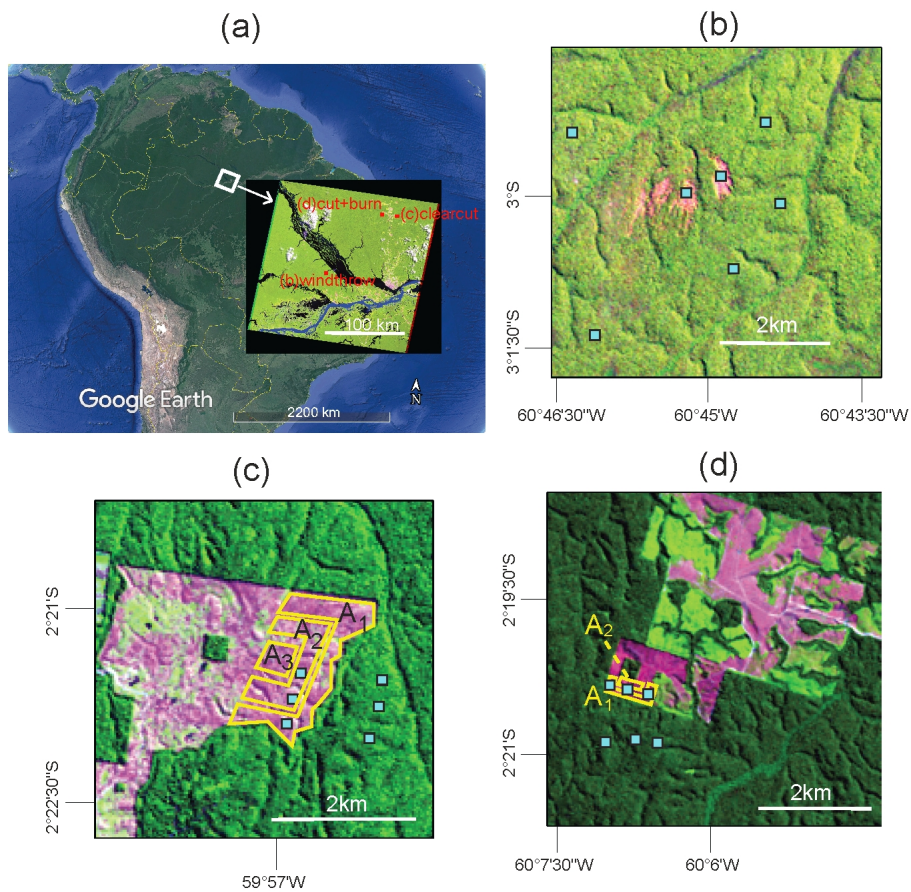 (a)
(d)cut+burn
(c)clearcut
(b)windthrow
100 km
Google Earth
N
2200 km
(b)
3°S
3°1'30"S
2km
60°46'30"W
60°45'W
60°43'30"W
(c)
2°21'S
2°22'30"S
A1
A2
A3
2km
59°57'W
(d)
2°19'30"S
2°21'S
A2
A1
2km
60°7'30"W
60°6'W